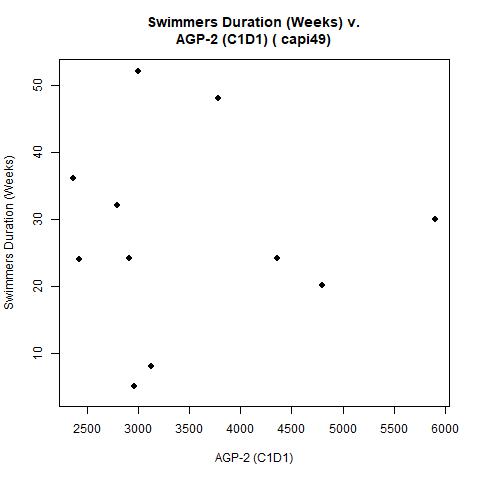 Swimmers Duration (Weeks) v.
AGP-2 (C1D1) ( capi49)
Swimmers Duration (Weeks)
50
40
30
20
10
2500 3000 3500 4000 4500 5000 5500 6000
AGP-2 (C1D1)